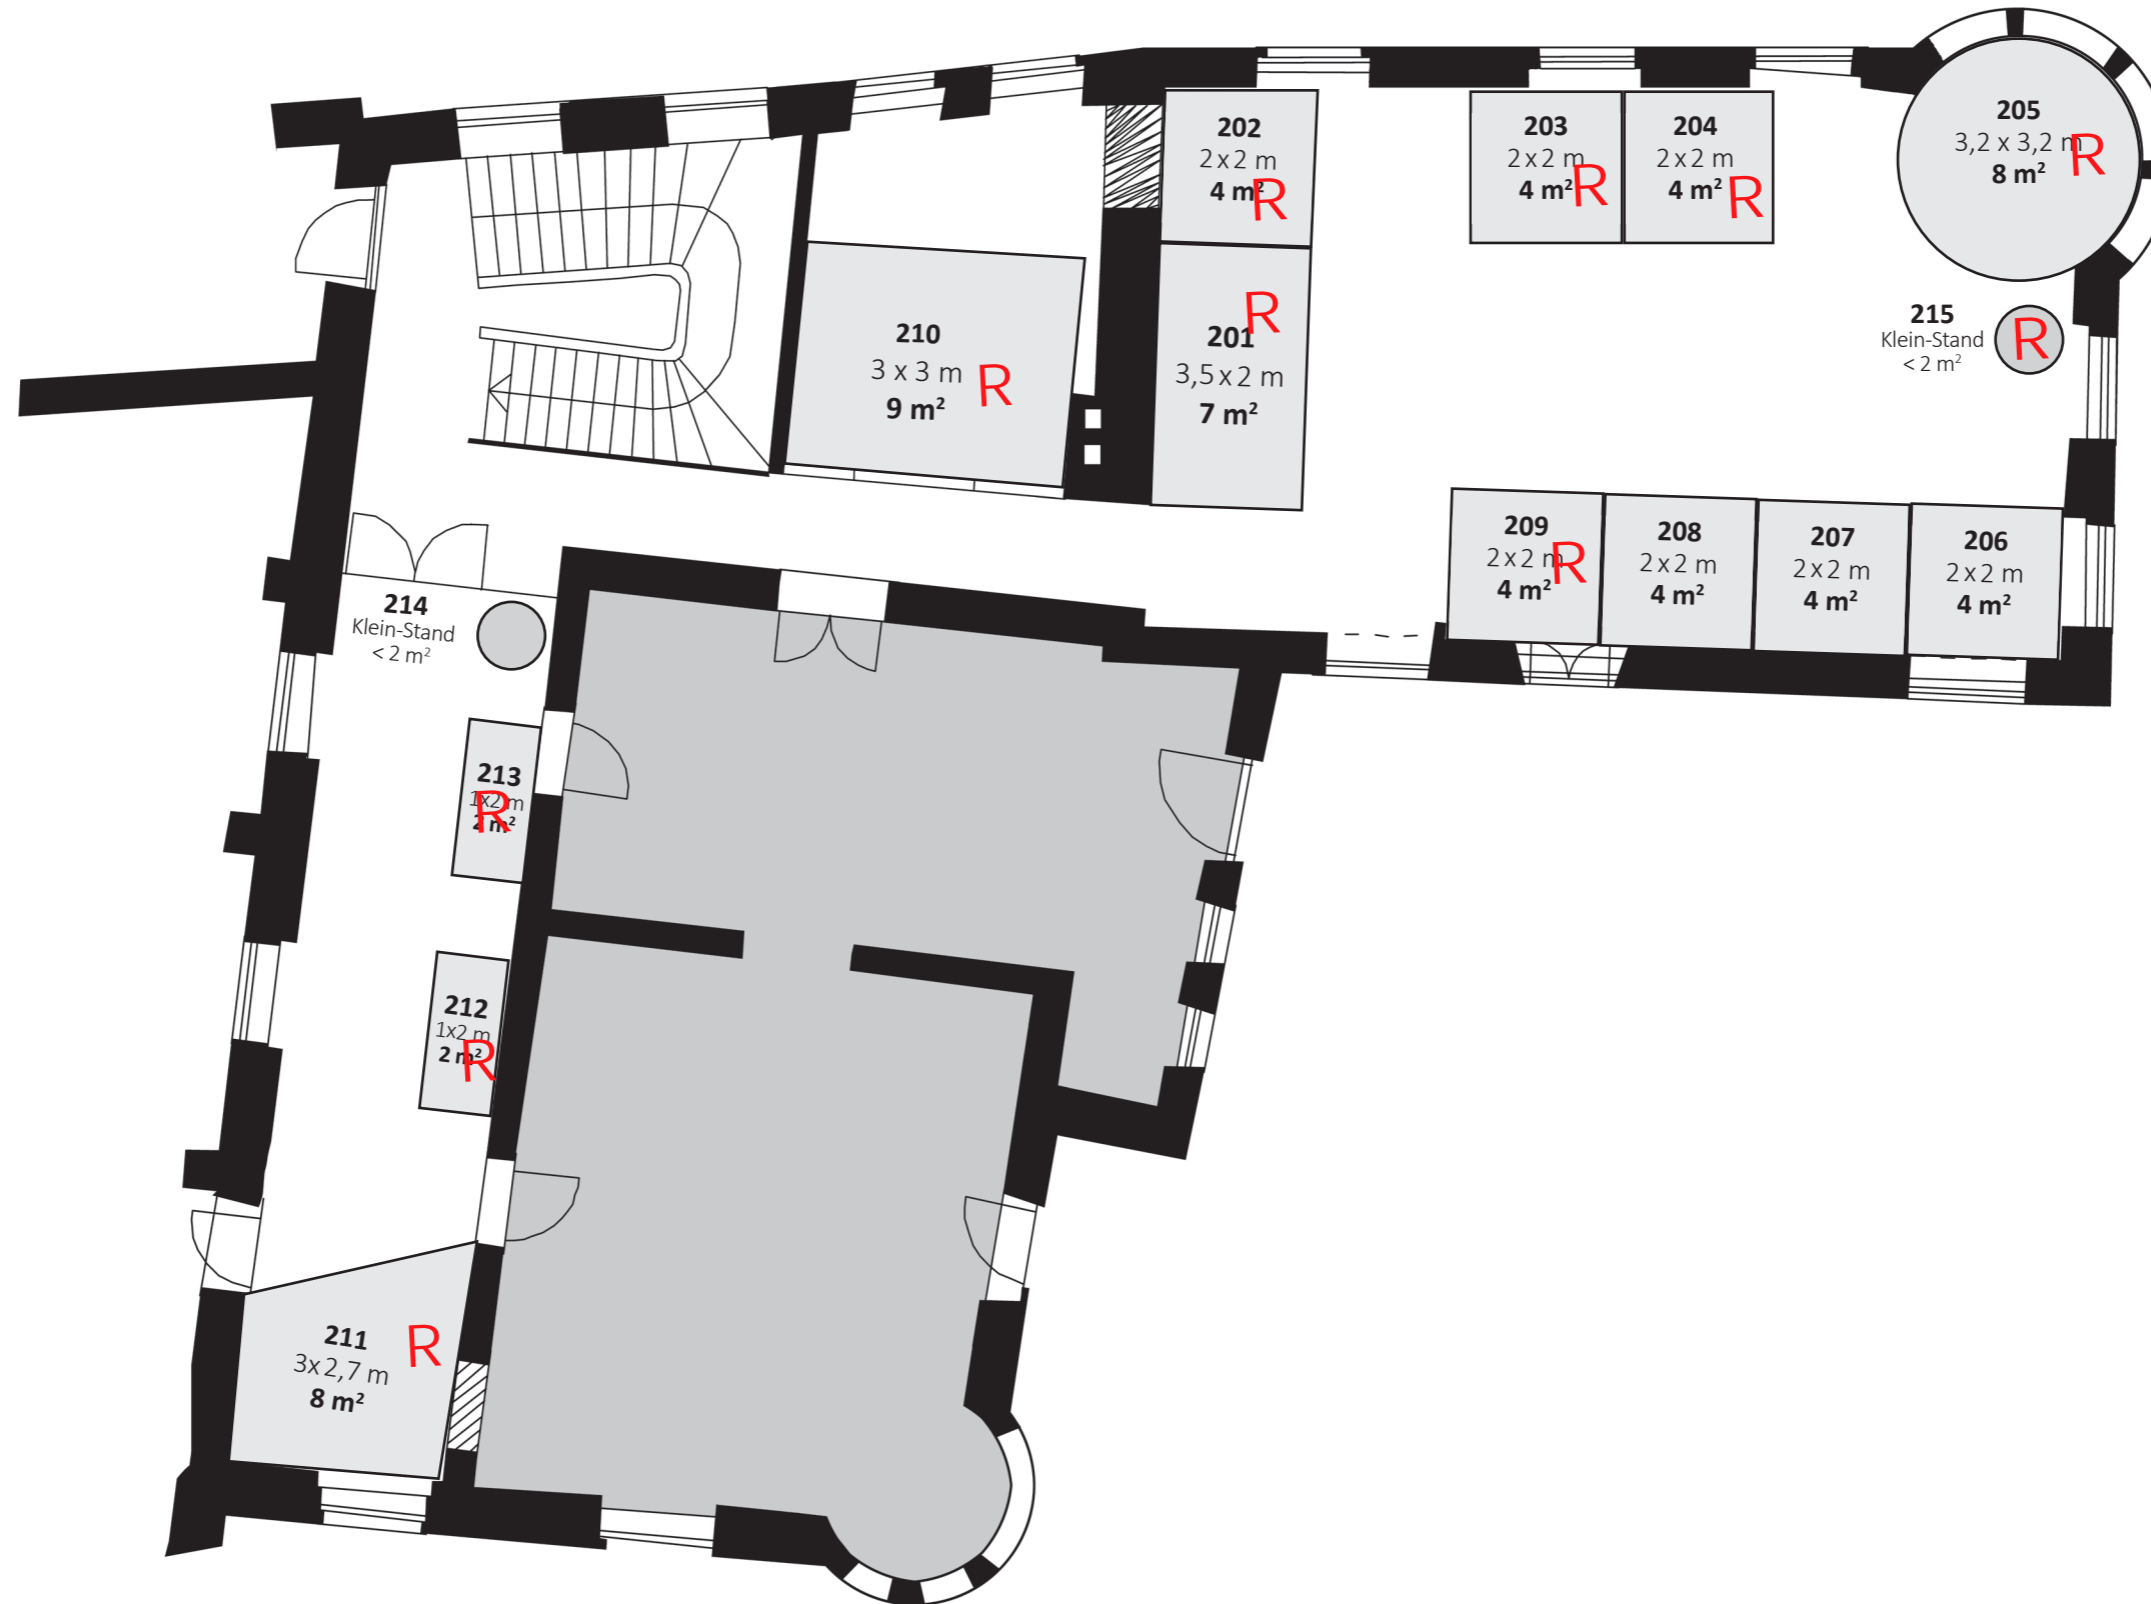 202
2 x 2 m
4 m²
R
203
2 x 2 m
4 m²
R
204
2 x 2 m
4 m²
R
205
3,2 x 3,2 m
8 m²
R
210
3 x 3 m
9 m²
R
201
3,5 x 2 m
7 m²
R
215
Klein-Stand
< 2 m²
R
209
2 x 2 m
4 m²
R
208
2 x 2 m
4 m²
207
2 x 2 m
4 m²
206
2 x 2 m
4 m²
214
Klein-Stand
< 2 m²
213
1x2 m
2 m²
R
212
1x2 m
2 m²
R
211
3x 2,7 m
8 m²
R